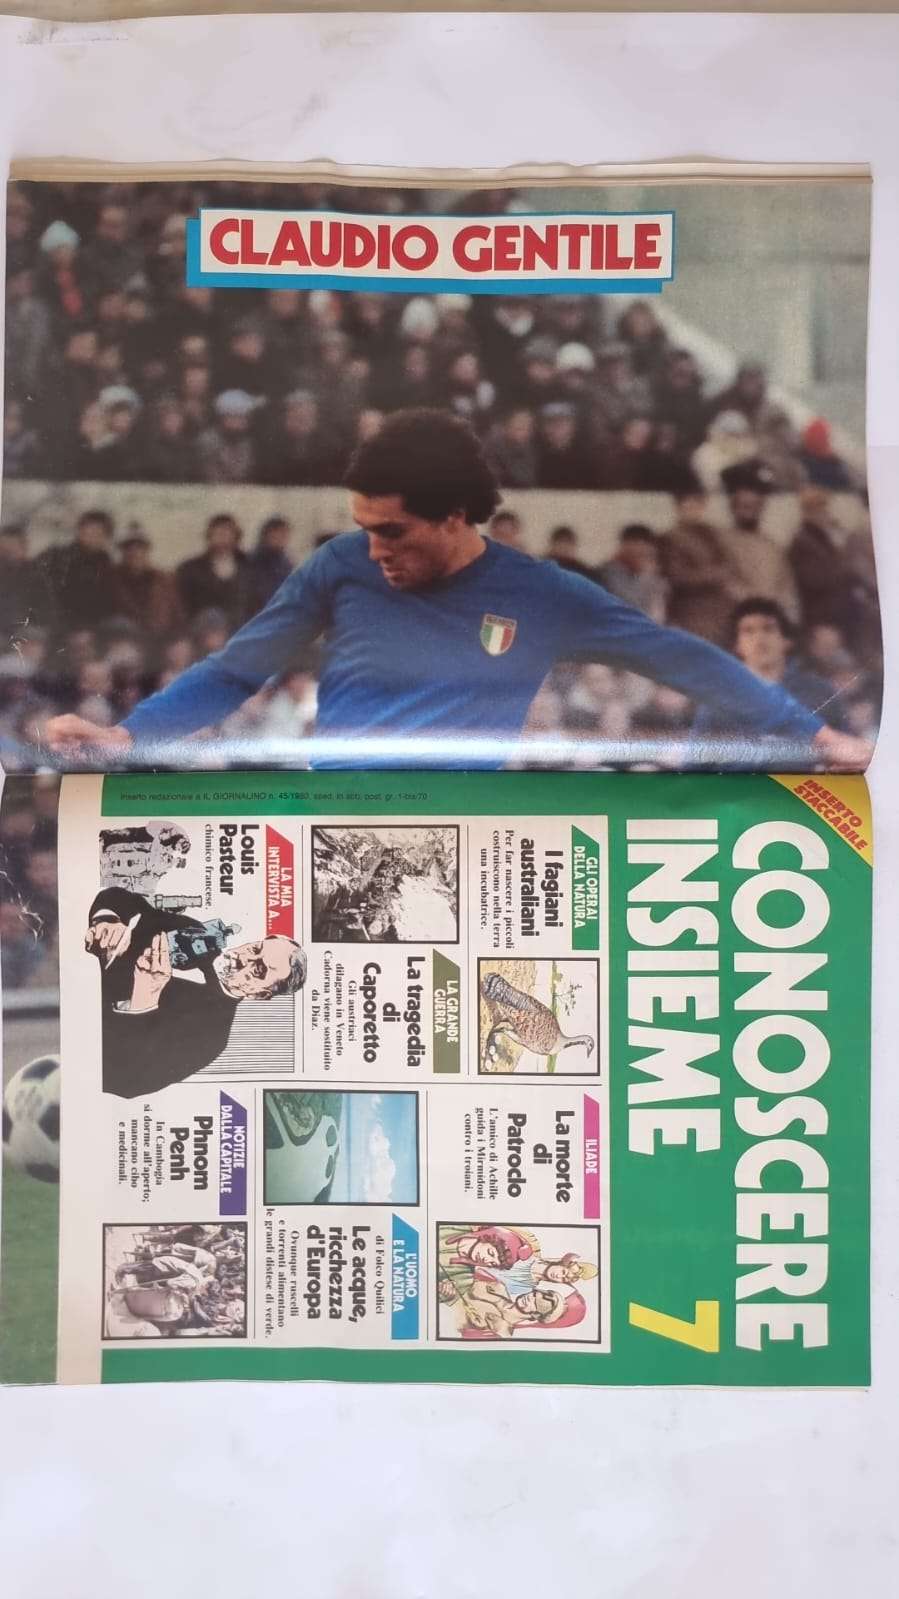 CLAUDIO GENTILE
INSERTO
STACCABILE
CONOSCERE
INSIEME 7
GLI OPERAI
DELLA NATURA
I fagiani
australiani
Per far nascere i piccoli
costruiscono nella terra
una incubatrice.
ILIADE
La morte
di
Patroclo
L'amico di Achille
guida i Mirmidoni
contro i troiani.
LA GRANDE
GUERRA
La tragedia
di
Caporetto
Gli austriaci
dilagano in Veneto
Cadorna viene sostituito
da Diaz.
L'UOMO
E LA NATURA
Le acque,
ricchezza
d'Europa
di Folco Quilici
Ovunque ruscelli
e torrenti alimentano
le grandi distese di verde.
LA MIA
INTERVISTA A...
Louis
Pasteur
chimico francese.
NOTIZIE
DALLA CAPITALE
Phnom
Penh
In Cambogia
si dorme all'aperto;
mancano cibo
e medicinali.
Inserto redazionale a IL GIORNALINO n. 45/1980, sped. in abb. post. gr. 1-bis/70